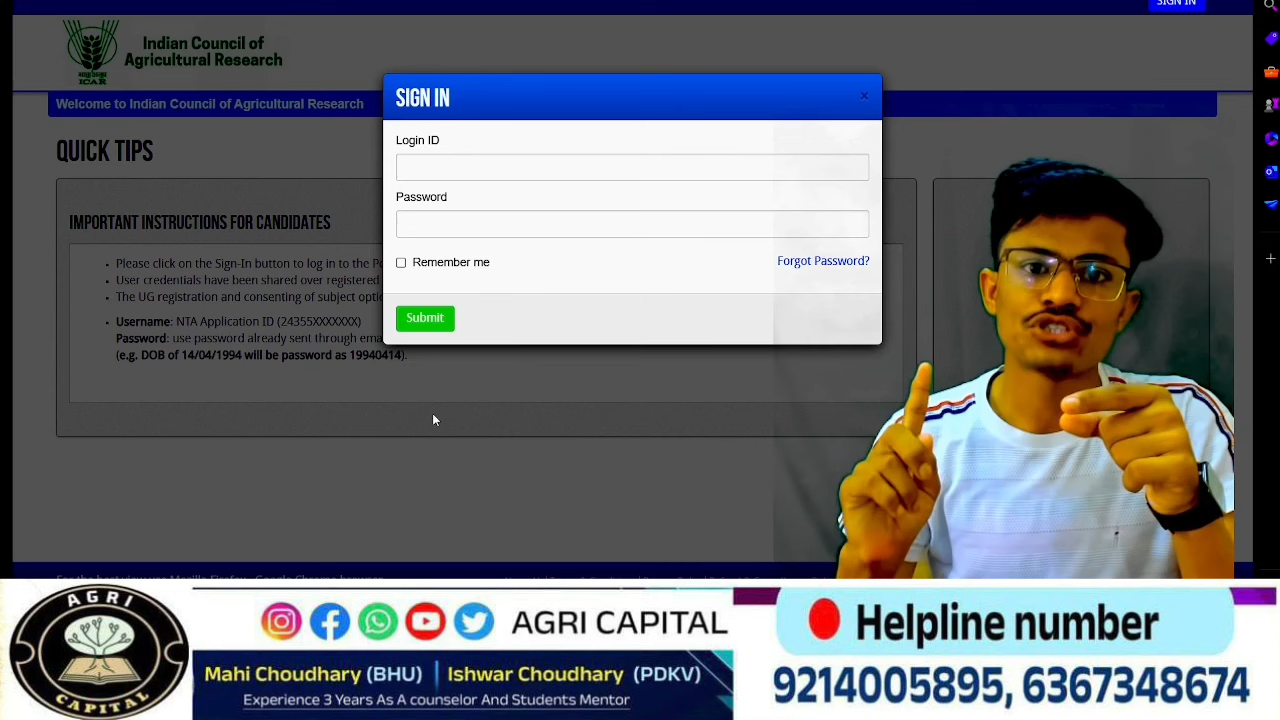 SIGN IN
Indian Council of
Agricultural Research
ICAR
Welcome to Indian Council of Agricultural Research
SIGN IN
×
Login ID
Password
Remember me
Forgot Password?
Submit
QUICK TIPS
IMPORTANT INSTRUCTIONS FOR CANDIDATES
Please click on the Sign-In button to log in to the
User credentials have been shared over registered
The UG registration and consenting of subject
Username: NTA Application ID (24355XXXXXXX)
Password: use password already sent through
(e.g. DOB of 14/04/1994 will be password as 19940414).
AGRI
CAPITAL
AGRI CAPITAL
Mahi Choudhary (BHU) | Ishwar Choudhary (PDKV)
Experience 3 Years As A counselor And Students Mentor
Helpline number
9214005895, 6367348674